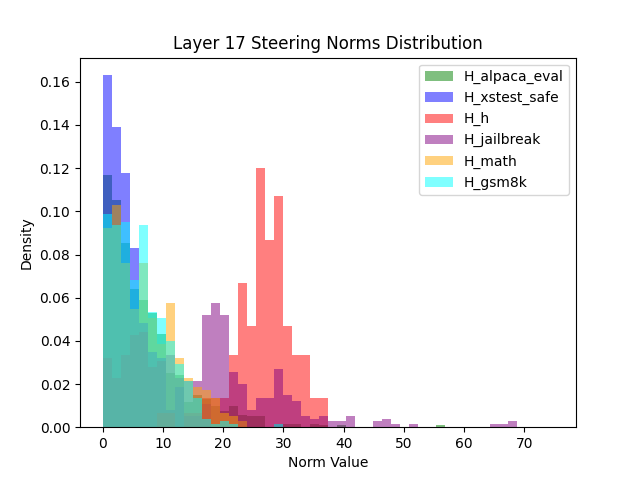 Layer 17 Steering Norms Distribution
H_alpaca_eval
H_xstest_safe
H_h
H_jailbreak
H_math
H_gsm8k
Density
0.16
0.14
0.12
0.10
0.08
0.06
0.04
0.02
0.00
0 10 20 30 40 50 60 70
Norm Value